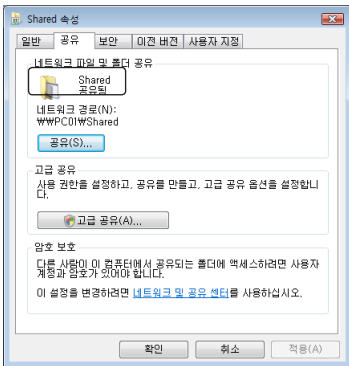 Shared 속성
일반 공유 보안 이전 버전 사용자 지정
네트워크 파일 및 폴더 공유
Shared
공유됨
네트워크 경로(N):
₩₩PC01₩Shared
공유(S)...
고급 공유
사용 권한을 설정하고, 공유를 만들고, 고급 공유 옵션을 설정합니
다.
고급 공유(A)...
암호 보호
다른 사람이 이 컴퓨터에서 공유되는 폴더에 액세스하려면 사용자
계정과 암호가 있어야 합니다.
이 설정을 변경하려면 네트워크 및 공유 센터를 사용하십시오.
확인 취소 적용(A)